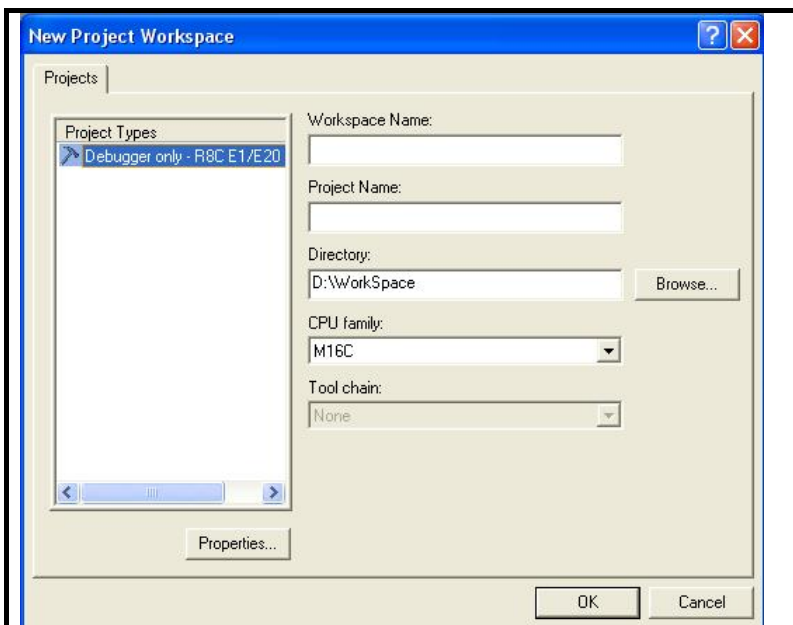 New Project Workspace
Projects
Project Types
Debugger only - R8C E1/E20
Workspace Name:
Project Name:
Directory:
D:\WorkSpace
Browse...
CPU family:
M16C
Tool chain:
None
Properties...
OK
Cancel